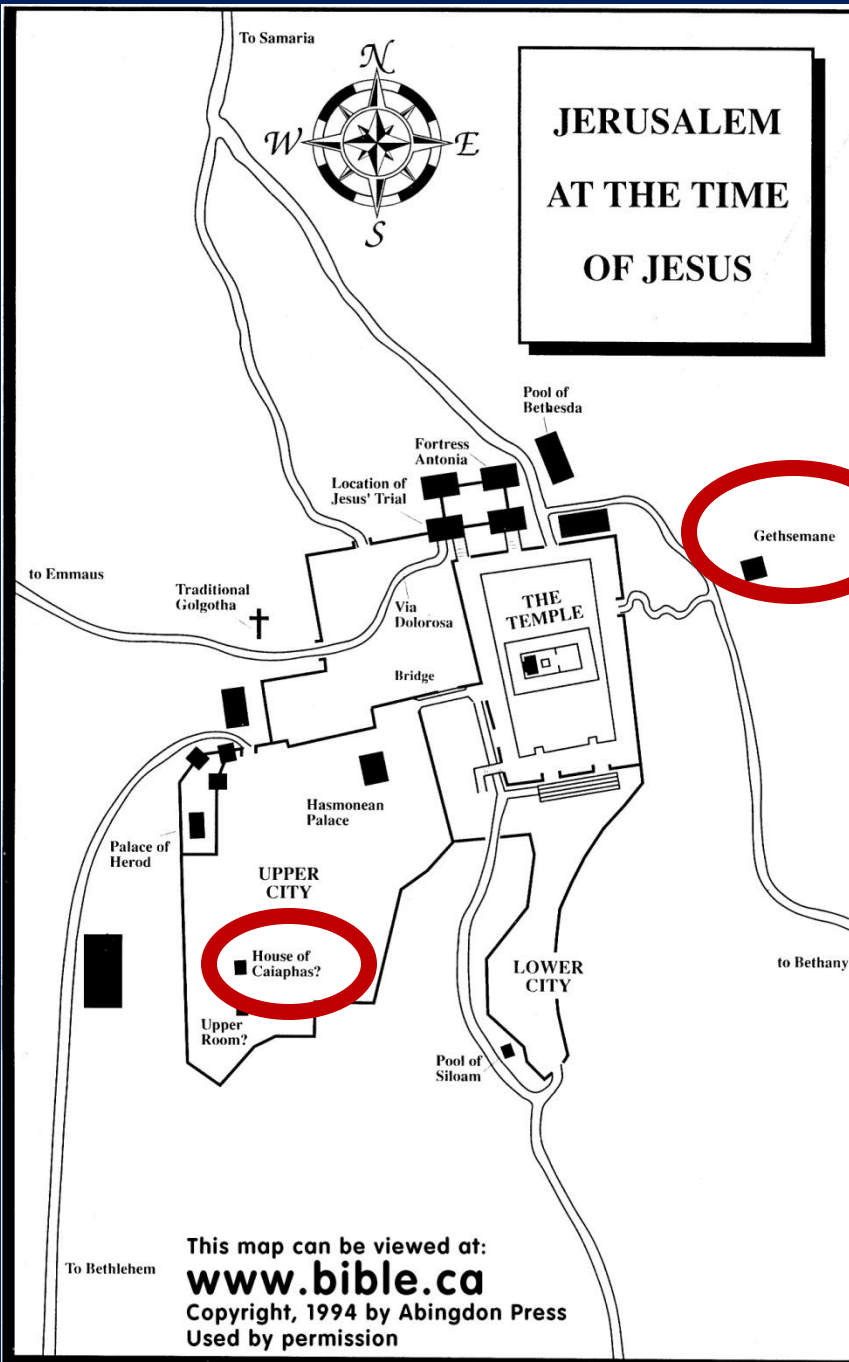 To Samaria
N
W
E
S
JERUSALEM
AT THE TIME
OF JESUS
Pool of
Bethesda
Fortress
Antonia
Location of
Jesus' Trial
Gethsemane
to Emmaus
Traditional
Golgotha
Via
Dolorosa
THE
TEMPLE
Bridge
Hasmonean
Palace
Palace of
Herod
UPPER
CITY
House of
Caiaphas?
LOWER
CITY
to Bethany
Upper
Room?
Pool of
Siloam
To Bethlehem
This map can be viewed at:
www.bible.ca
Copyright, 1994 by Abingdon Press
Used by permission